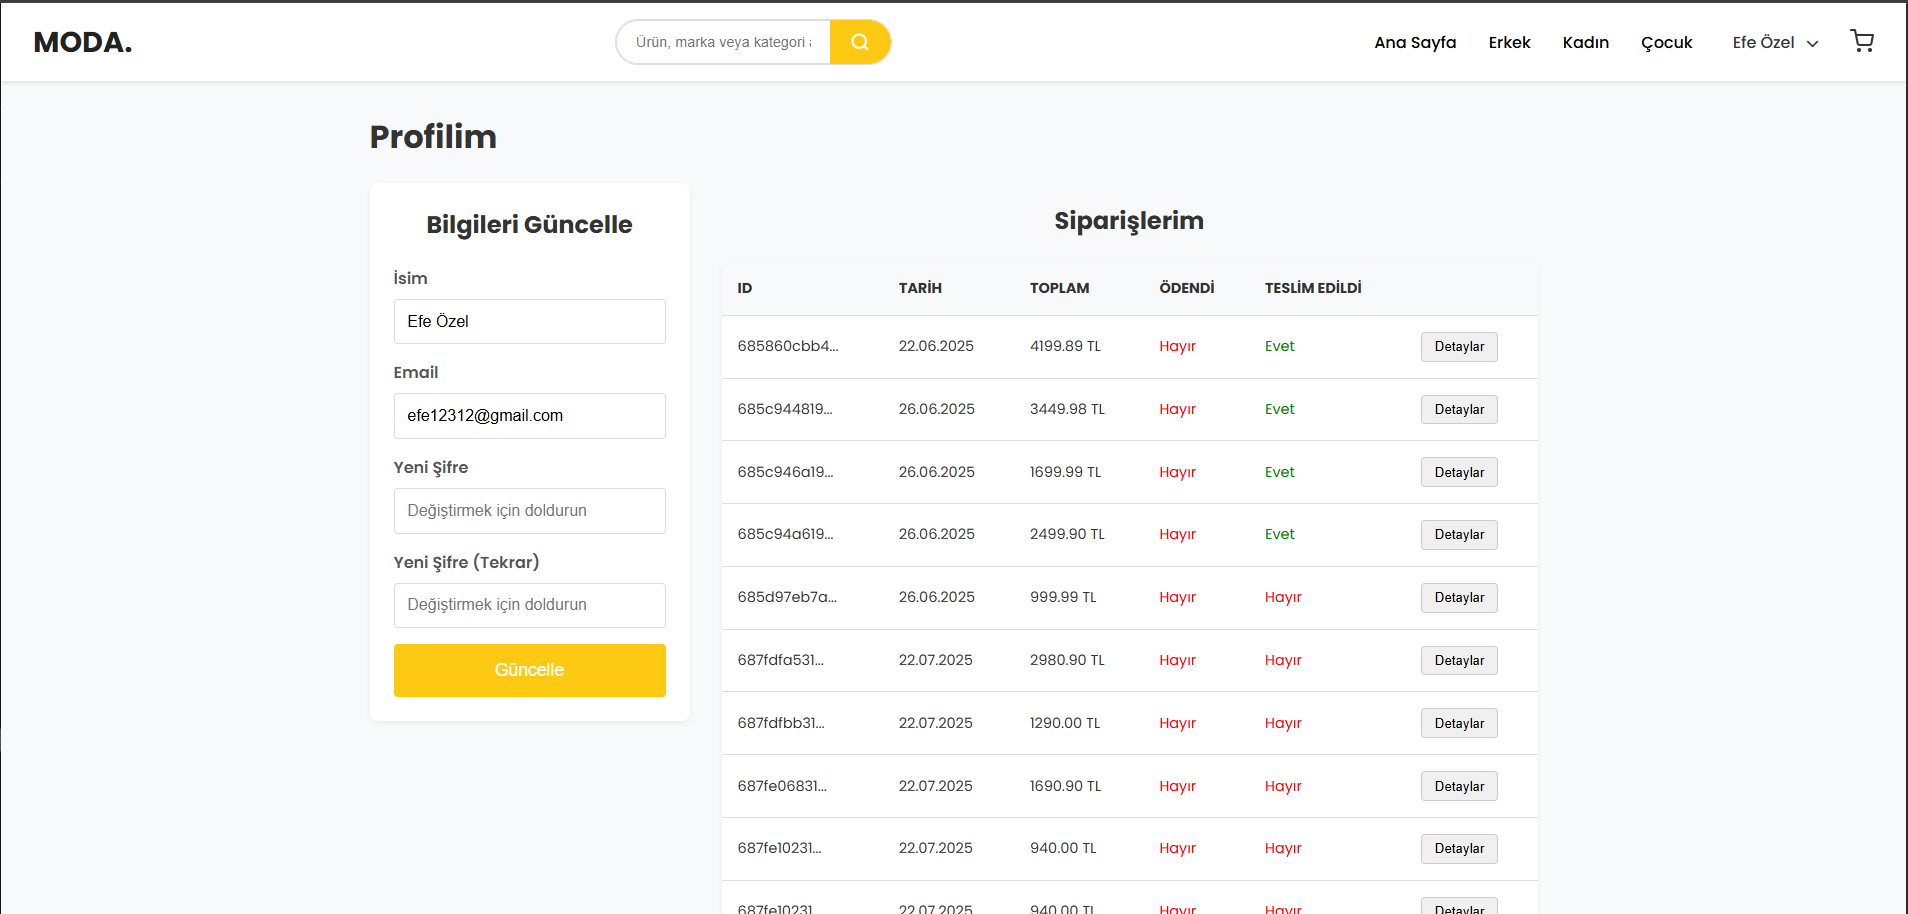 MODA.
Ürün, marka veya kategori a
Ana Sayfa Erkek Kadın Çocuk Efe Özel
Profilim
Bilgileri Güncelle
İsim
Efe Özel
Email
efe12312@gmail.com
Yeni Şifre
Değiştirmek için doldurun
Yeni Şifre (Tekrar)
Değiştirmek için doldurun
Güncelle
Siparişlerim
ID TARİH TOPLAM ÖDENDİ TESLİM EDİLDİ
685860cbb4... 22.06.2025 4199.89 TL Hayır Evet Detaylar
685c944819... 26.06.2025 3449.98 TL Hayır Evet Detaylar
685c946a19... 26.06.2025 1699.99 TL Hayır Evet Detaylar
685c94a619... 26.06.2025 2499.90 TL Hayır Evet Detaylar
685d97eb7a... 26.06.2025 999.99 TL Hayır Hayır Detaylar
687fdfa531... 22.07.2025 2980.90 TL Hayır Hayır Detaylar
687fdfbb31... 22.07.2025 1290.00 TL Hayır Hayır Detaylar
687fe06831... 22.07.2025 1690.90 TL Hayır Hayır Detaylar
687fe10231... 22.07.2025 940.00 TL Hayır Hayır Detaylar
687fe10231... 22.07.2025 940.00 TL Hayır Hayır Detaylar